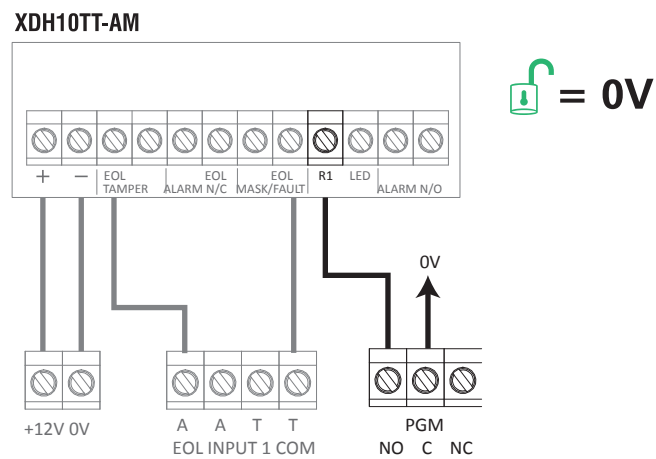 XDH10TT-AM
= 0V
+ − EOL EOL EOL R1 LED
TAMPER ALARM N/C MASK/FAULT ALARM N/O
0V
+12V 0V A A T T PGM
EOL INPUT 1 COM NO C NC